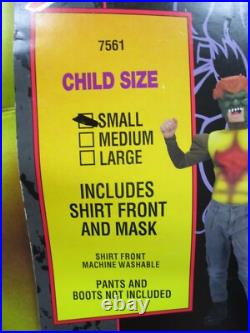 7561
CHILD SIZE
SMALL
MEDIUM
LARGE
INCLUDES
SHIRT FRONT
AND MASK
SHIRT FRONT
MACHINE WASHABLE
PANTS AND
BOOTS NOT INCLUDED